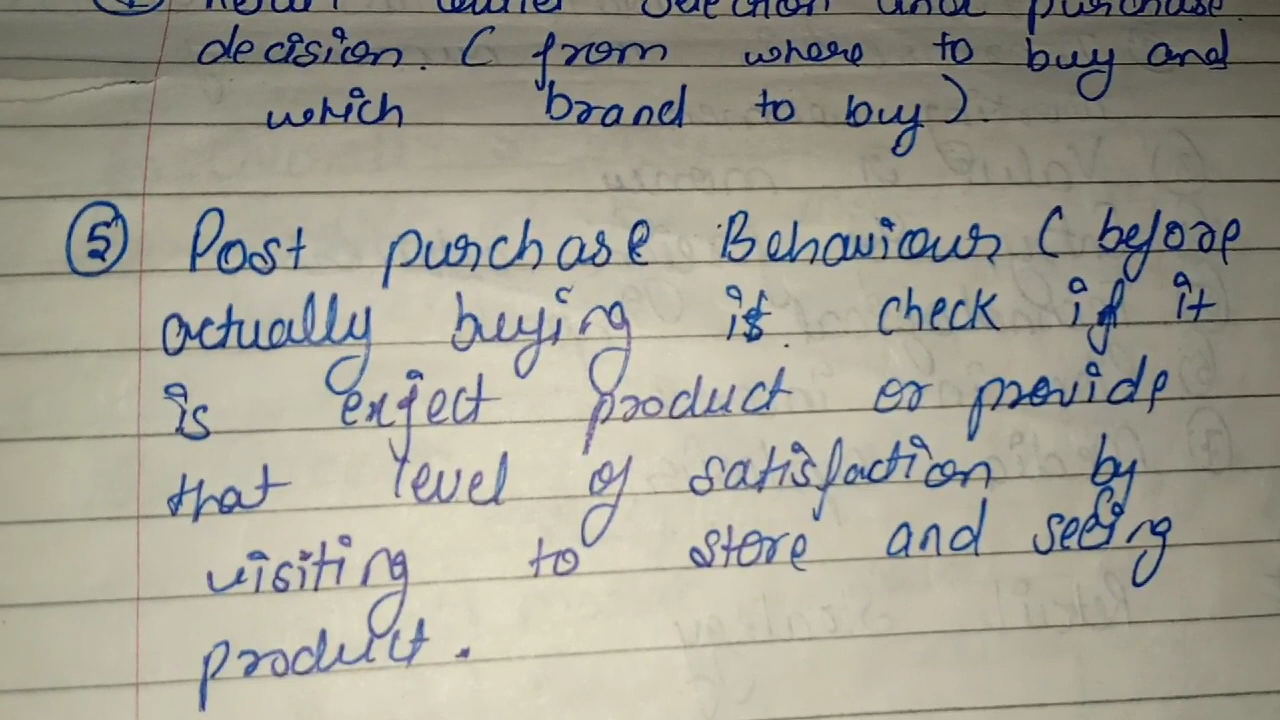 decision. ( from where to buy and
which brand to buy)
⑤ Post purchase Behaviour ( before
actually buying it. check if it
is exject product or provide
that level of satisfaction by
visiting to store and seeing
product.